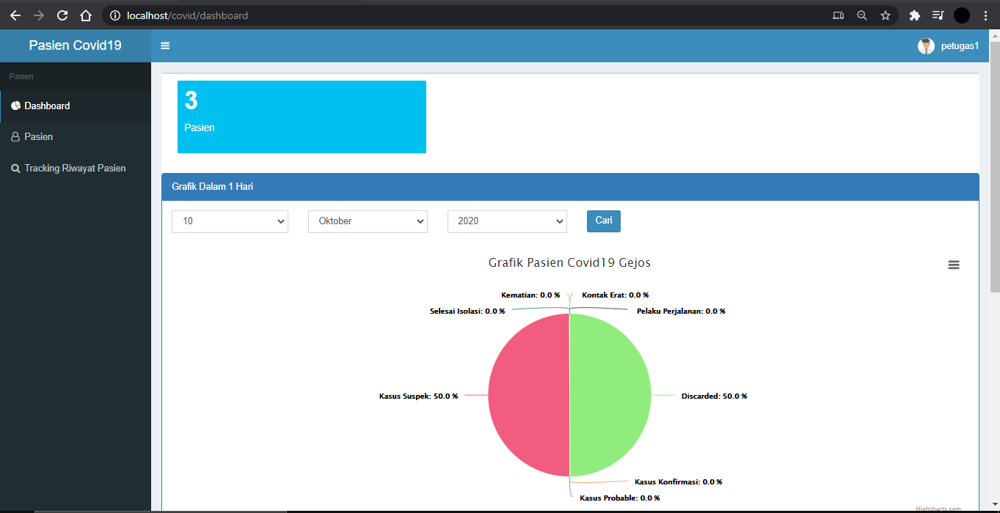 localhost/covid/dashboard
Pasien Covid19
petugas1
Pasien
Dashboard
Pasien
Tracking Riwayat Pasien
3
Pasien
Grafik Dalam 1 Hari
10 Oktober 2020 Cari
Grafik Pasien Covid19 Gejos
Kematian: 0.0 % Kontak Erat: 0.0 %
Selesai Isolasi: 0.0 % Pelaku Perjalanan: 0.0 %
Kasus Suspek: 50.0 % Discarded: 50.0 %
Kasus Konfirmasi: 0.0 %
Kasus Probable: 0.0 %
Highcharts.com